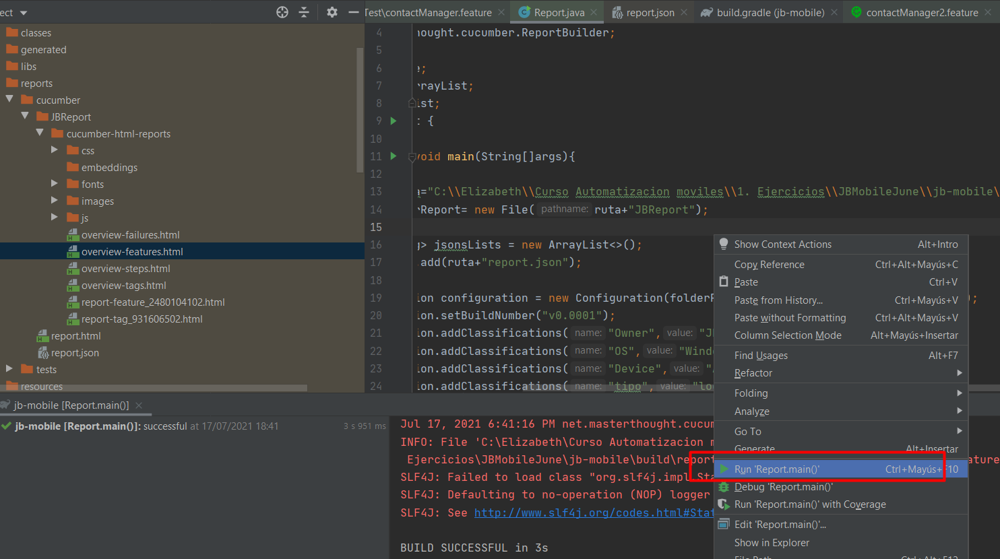 ect
classes
generated
libs
reports
cucumber
JBReport
cucumber-html-reports
css
embeddings
fonts
images
js
overview-failures.html
overview-features.html
overview-steps.html
overview-tags.html
report-feature_2480104102.html
report-tag_931606502.html
report.html
report.json
tests
resources
Test\contactManager.feature
Report.java
report.json
build.gradle (jb-mobile)
contactManager2.feature
4 ought.cucumber.ReportBuilder;
5
6 e;
7 rrayList;
8 ist;
9 t {
10
11 void main(String[]args){
12
13 a="C:\\Elizabeth\\Curso Automatizacion moviles\\1. Ejercicios\\JBMobileJune\\jb-mobile\
14 rReport= new File( pathname: ruta+"JBReport");
15
16 g> jsonsLists = new ArrayList<>();
17 .add(ruta+"report.json");
18
19 ion configuration = new Configuration(folderR );
20 ion.setBuildNumber("v0.0001");
21 ion.addClassifications( name: "Owner", value: "J
22 ion.addClassifications( name: "OS", value: "Windo
23 ion.addClassifications( name: "Device", value: "
24 ion.addClassifications( name: "tipo", value: "lo
Show Context Actions Alt+Intro
Copy Reference Ctrl+Alt+Mayús+C
Paste Ctrl+V
Paste from History... Ctrl+Mayús+V
Paste without Formatting Ctrl+Alt+Mayús+V
Column Selection Mode Alt+Mayús+Insertar
Find Usages Alt+F7
Refactor
Folding
Analyze
Go To
Generate... Alt+Insertar
Run 'Report.main()' Ctrl+Mayús+F10
Debug 'Report.main()'
Run 'Report.main()' with Coverage
Edit 'Report.main()'...
Show in Explorer
File Path Ctrl+Alt+F12
jb-mobile [Report.main()]
jb-mobile [Report.main()]: successful at 17/07/2021 18:41 3 s 951 ms
Jul 17, 2021 6:41:16 PM net.masterthought.cucum
INFO: File 'C:\Elizabeth\Curso Automatizacion m
Ejercicios\JBMobileJune\jb-mobile\build\report ature
SLF4J: Failed to load class "org.slf4j.impl.Sta
SLF4J: Defaulting to no-operation (NOP) logger
SLF4J: See http://www.slf4j.org/codes.html#Stat
BUILD SUCCESSFUL in 3s